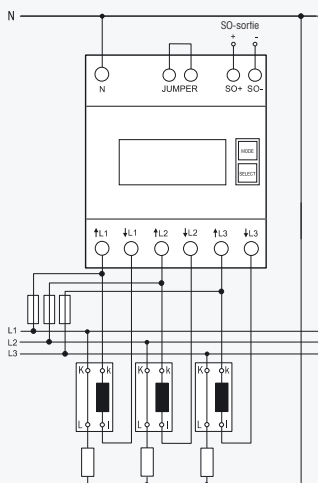 N
SO-sortie
+ -
N JUMPER SO+ SO-
MODE
SELECT
↑L1 ↓L1 ↑L2 ↓L2 ↑L3 ↓L3
L1
L2
L3
K k K k K k
L l L l L l